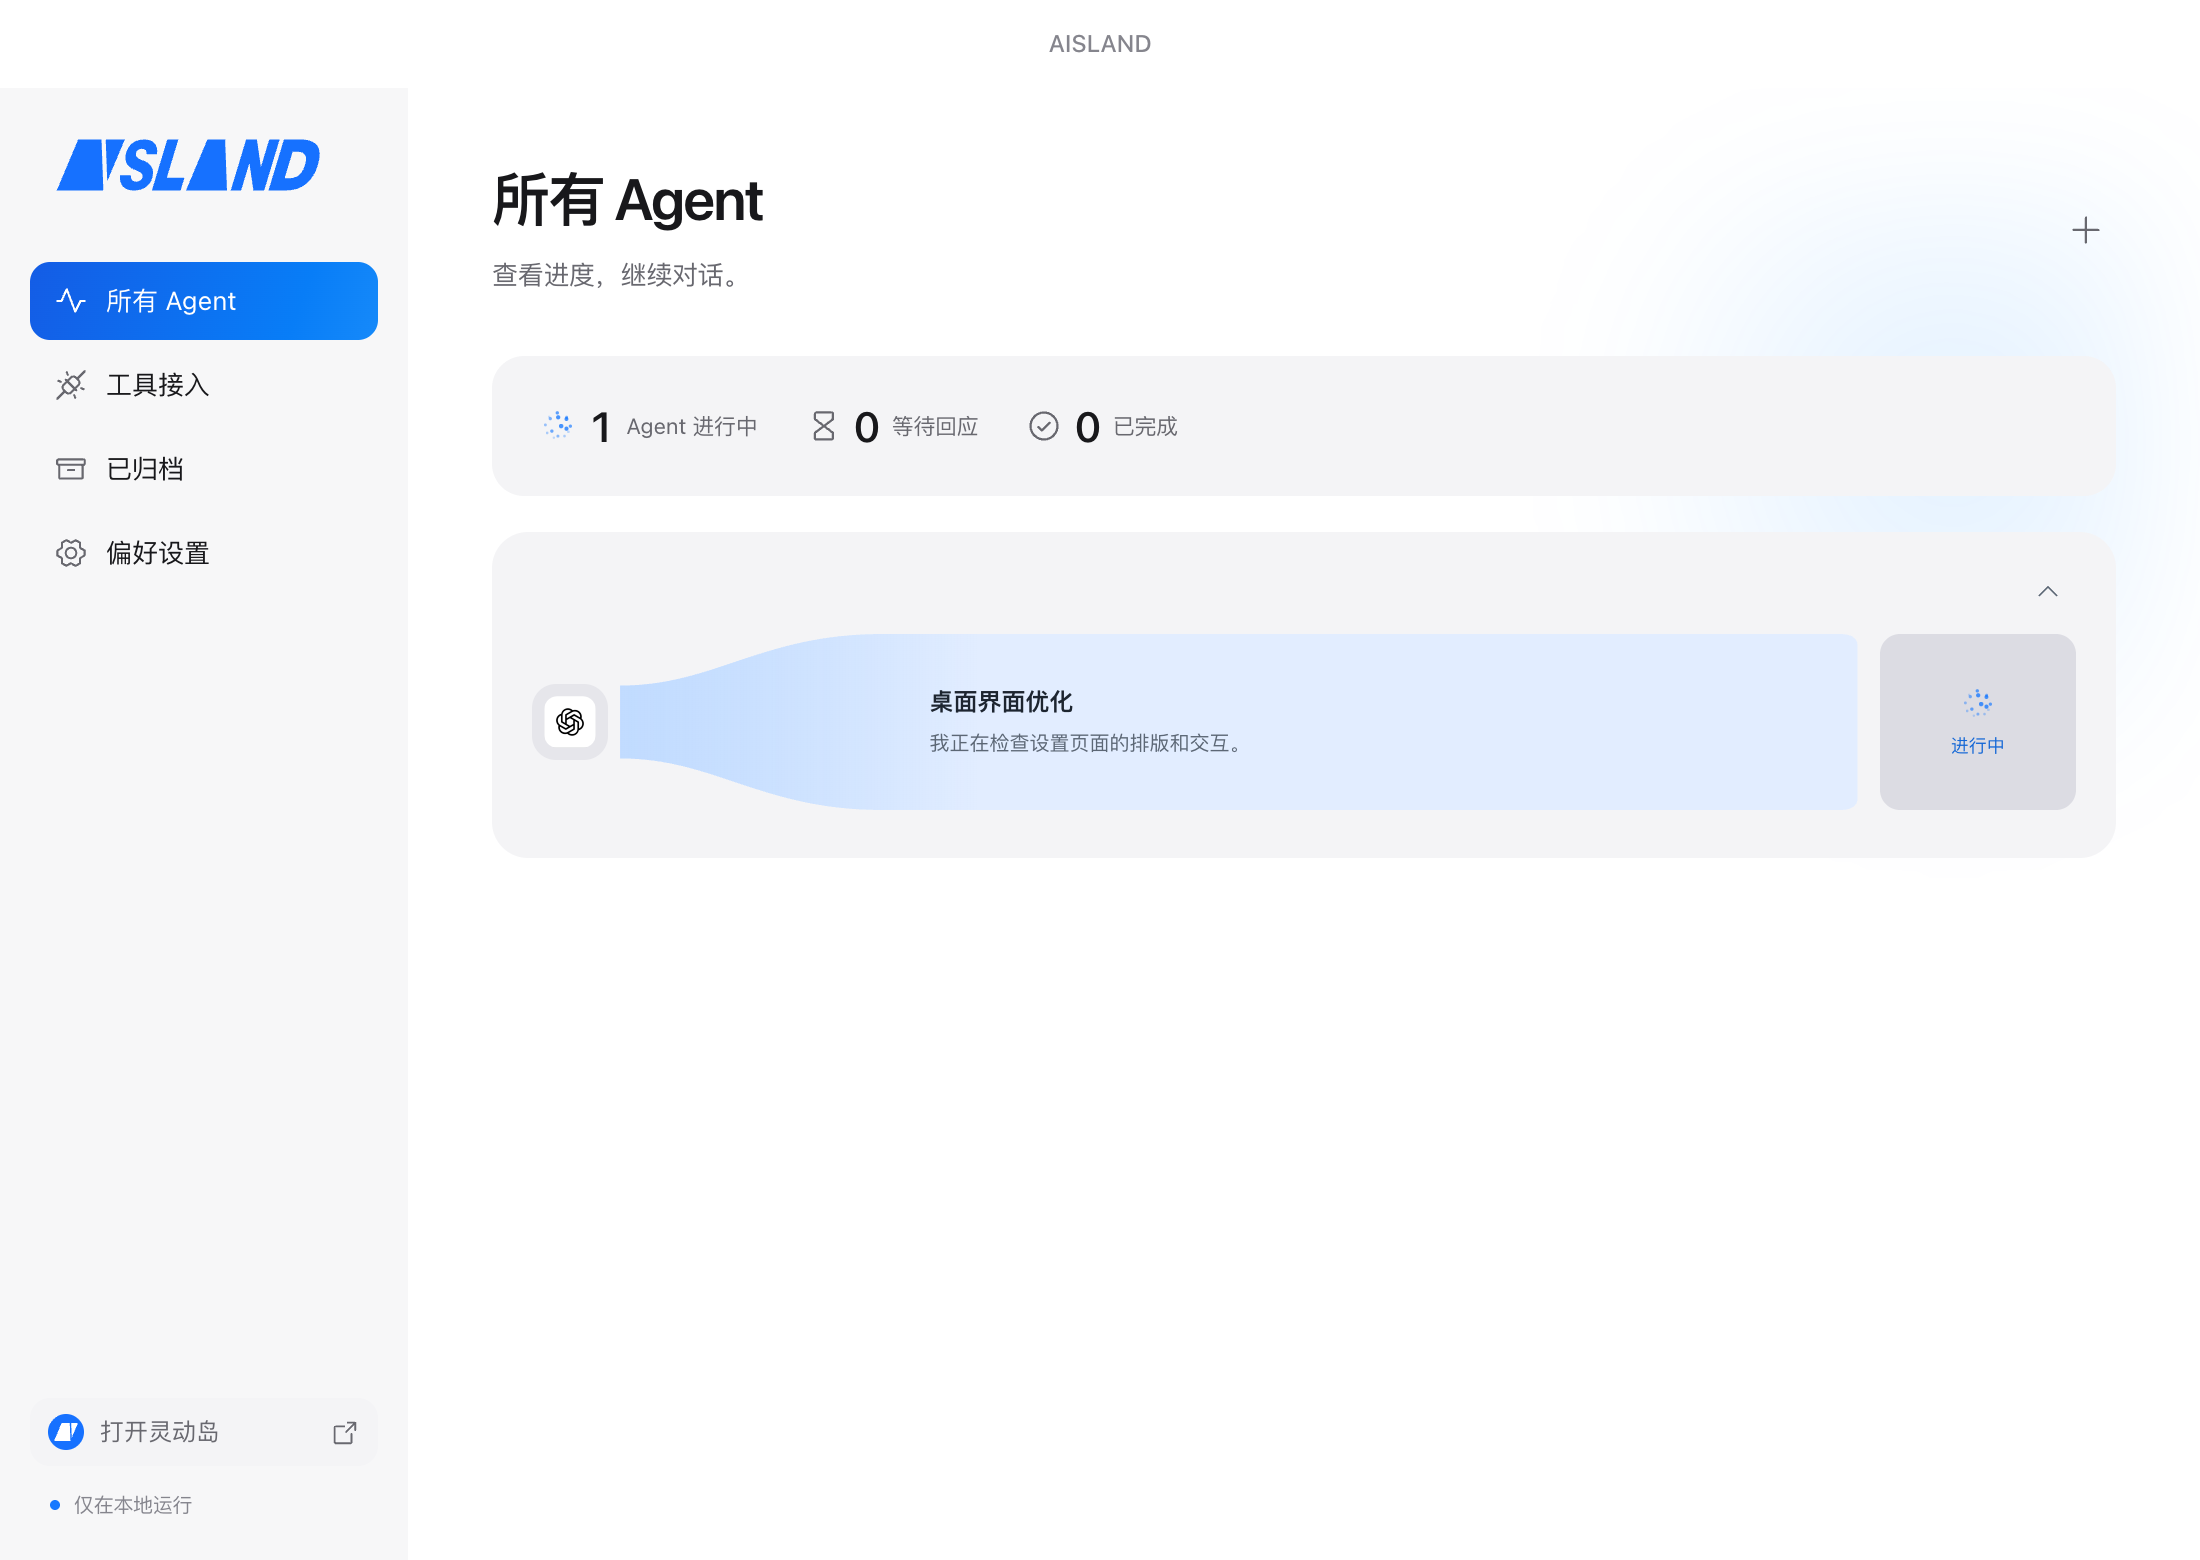 AISLAND
AISLAND
所有 Agent
工具接入
已归档
偏好设置
打开灵动岛
仅在本地运行
所有 Agent
查看进度，继续对话。
1 Agent 进行中 0 等待回应 0 已完成
桌面界面优化
我正在检查设置页面的排版和交互。
进行中